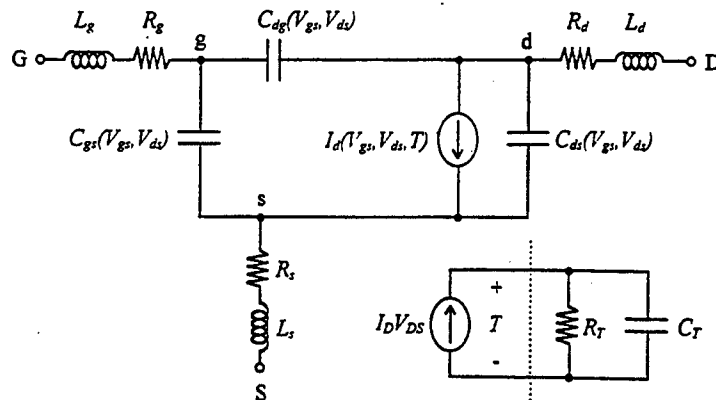 L_g R_g C_dg(V_gs, V_ds) R_d L_d
G g d D
C_gs(V_gs, V_ds) I_d(V_gs, V_ds, T) C_ds(V_gs, V_ds)
s
R_s
L_s
S
I_D V_DS + T - R_T C_T